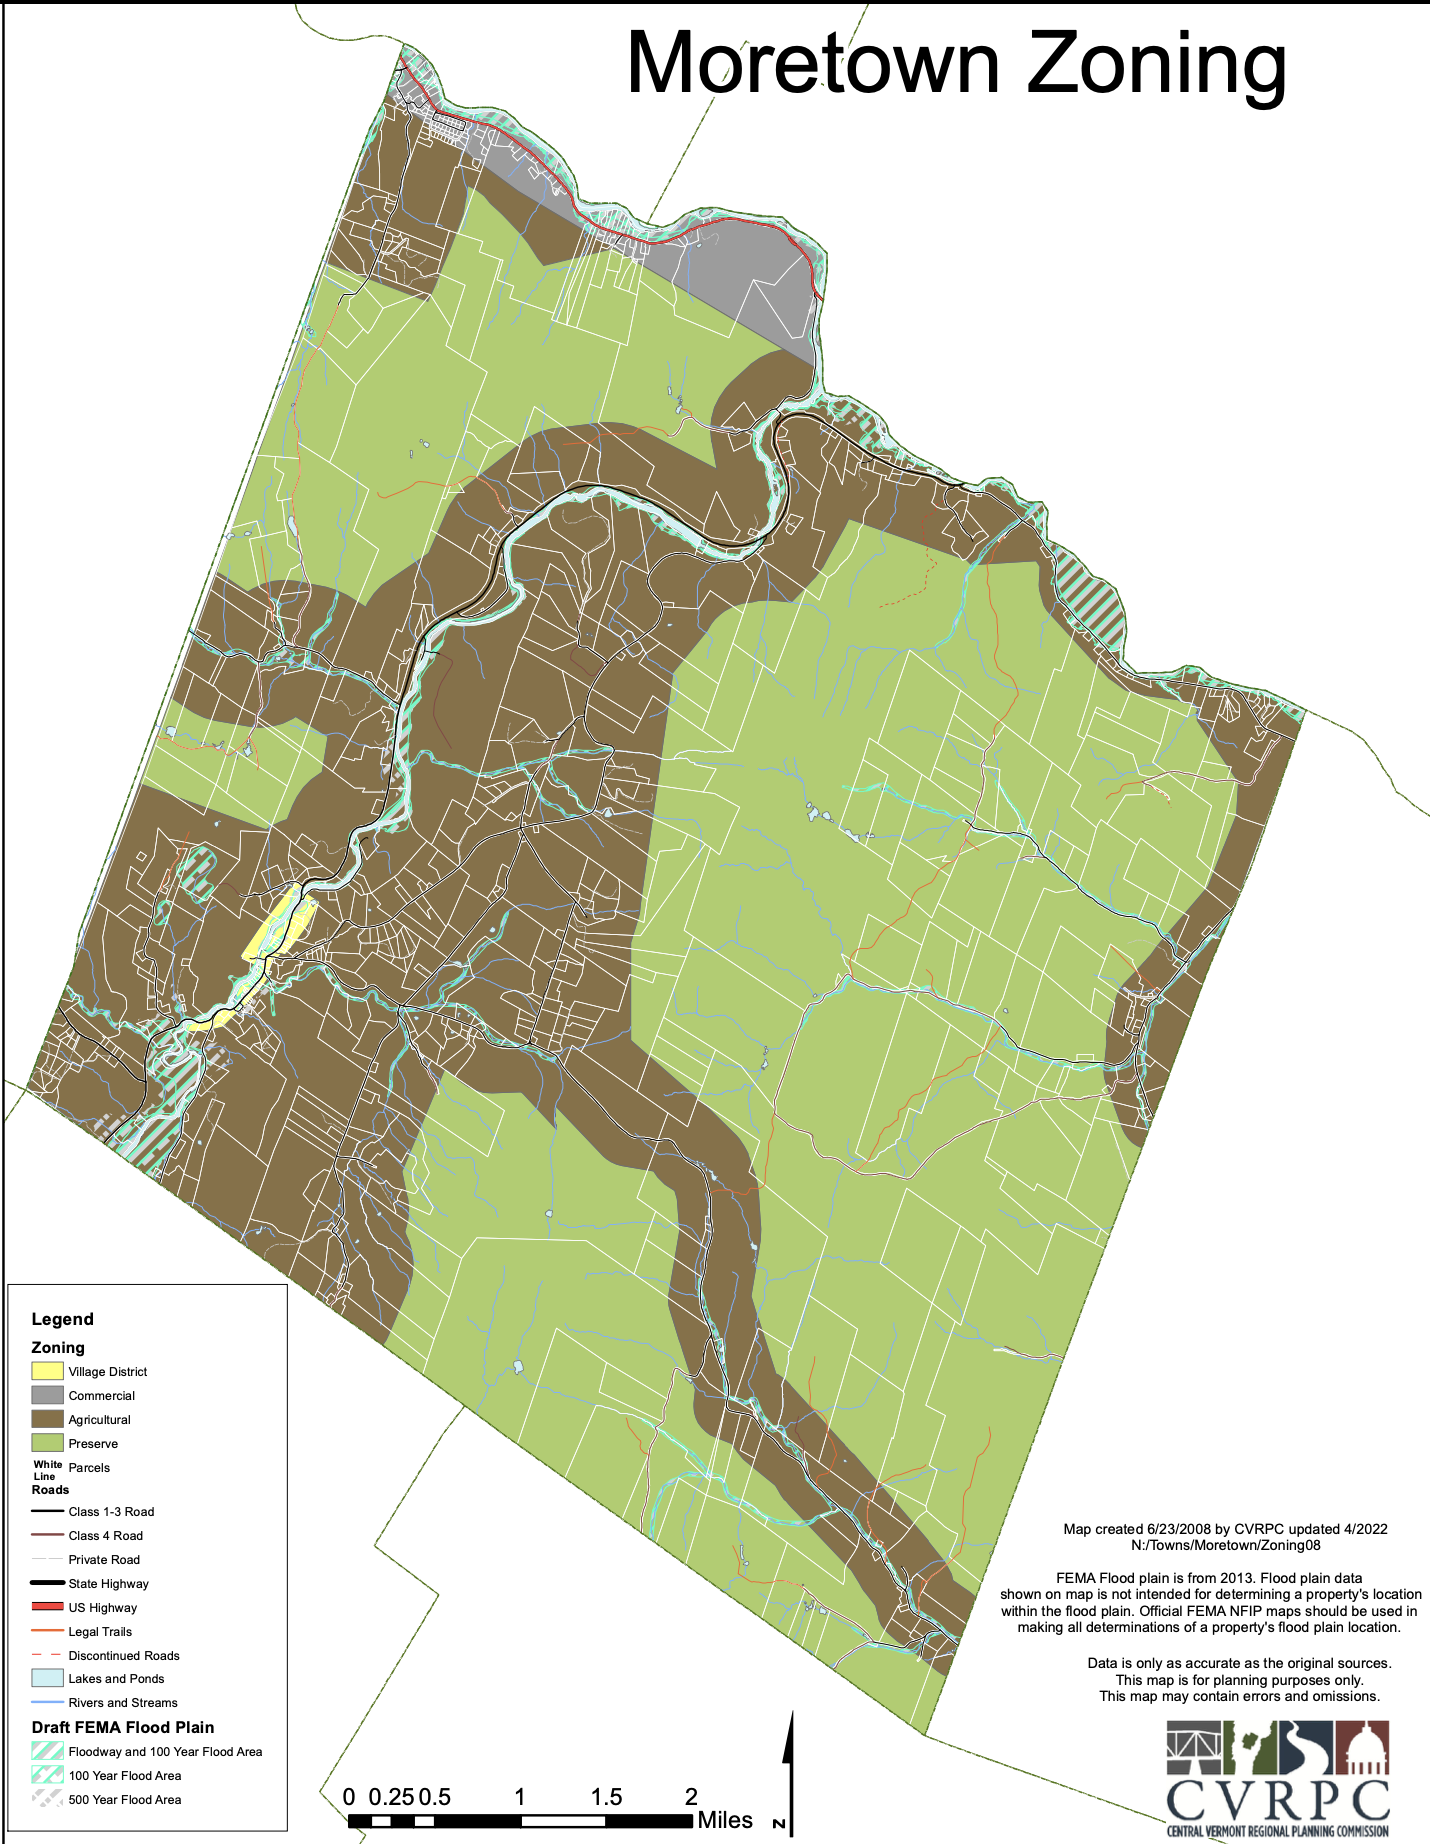 Moretown Zoning
Legend
Zoning
Village District
Commercial
Agricultural
Preserve
White
Line
Parcels
Roads
Class 1-3 Road
Class 4 Road
Private Road
State Highway
US Highway
Legal Trails
Discontinued Roads
Lakes and Ponds
Rivers and Streams
Draft FEMA Flood Plain
Floodway and 100 Year Flood Area
100 Year Flood Area
500 Year Flood Area
0 0.25 0.5 1 1.5 2
Miles
N
Map created 6/23/2008 by CVRPC updated 4/2022
N:/Towns/Moretown/Zoning08
FEMA Flood plain is from 2013. Flood plain data
shown on map is not intended for determining a property's location
within the flood plain. Official FEMA NFIP maps should be used in
making all determinations of a property's flood plain location.
Data is only as accurate as the original sources.
This map is for planning purposes only.
This map may contain errors and omissions.
CVRPC
CENTRAL VERMONT REGIONAL PLANNING COMMISSION